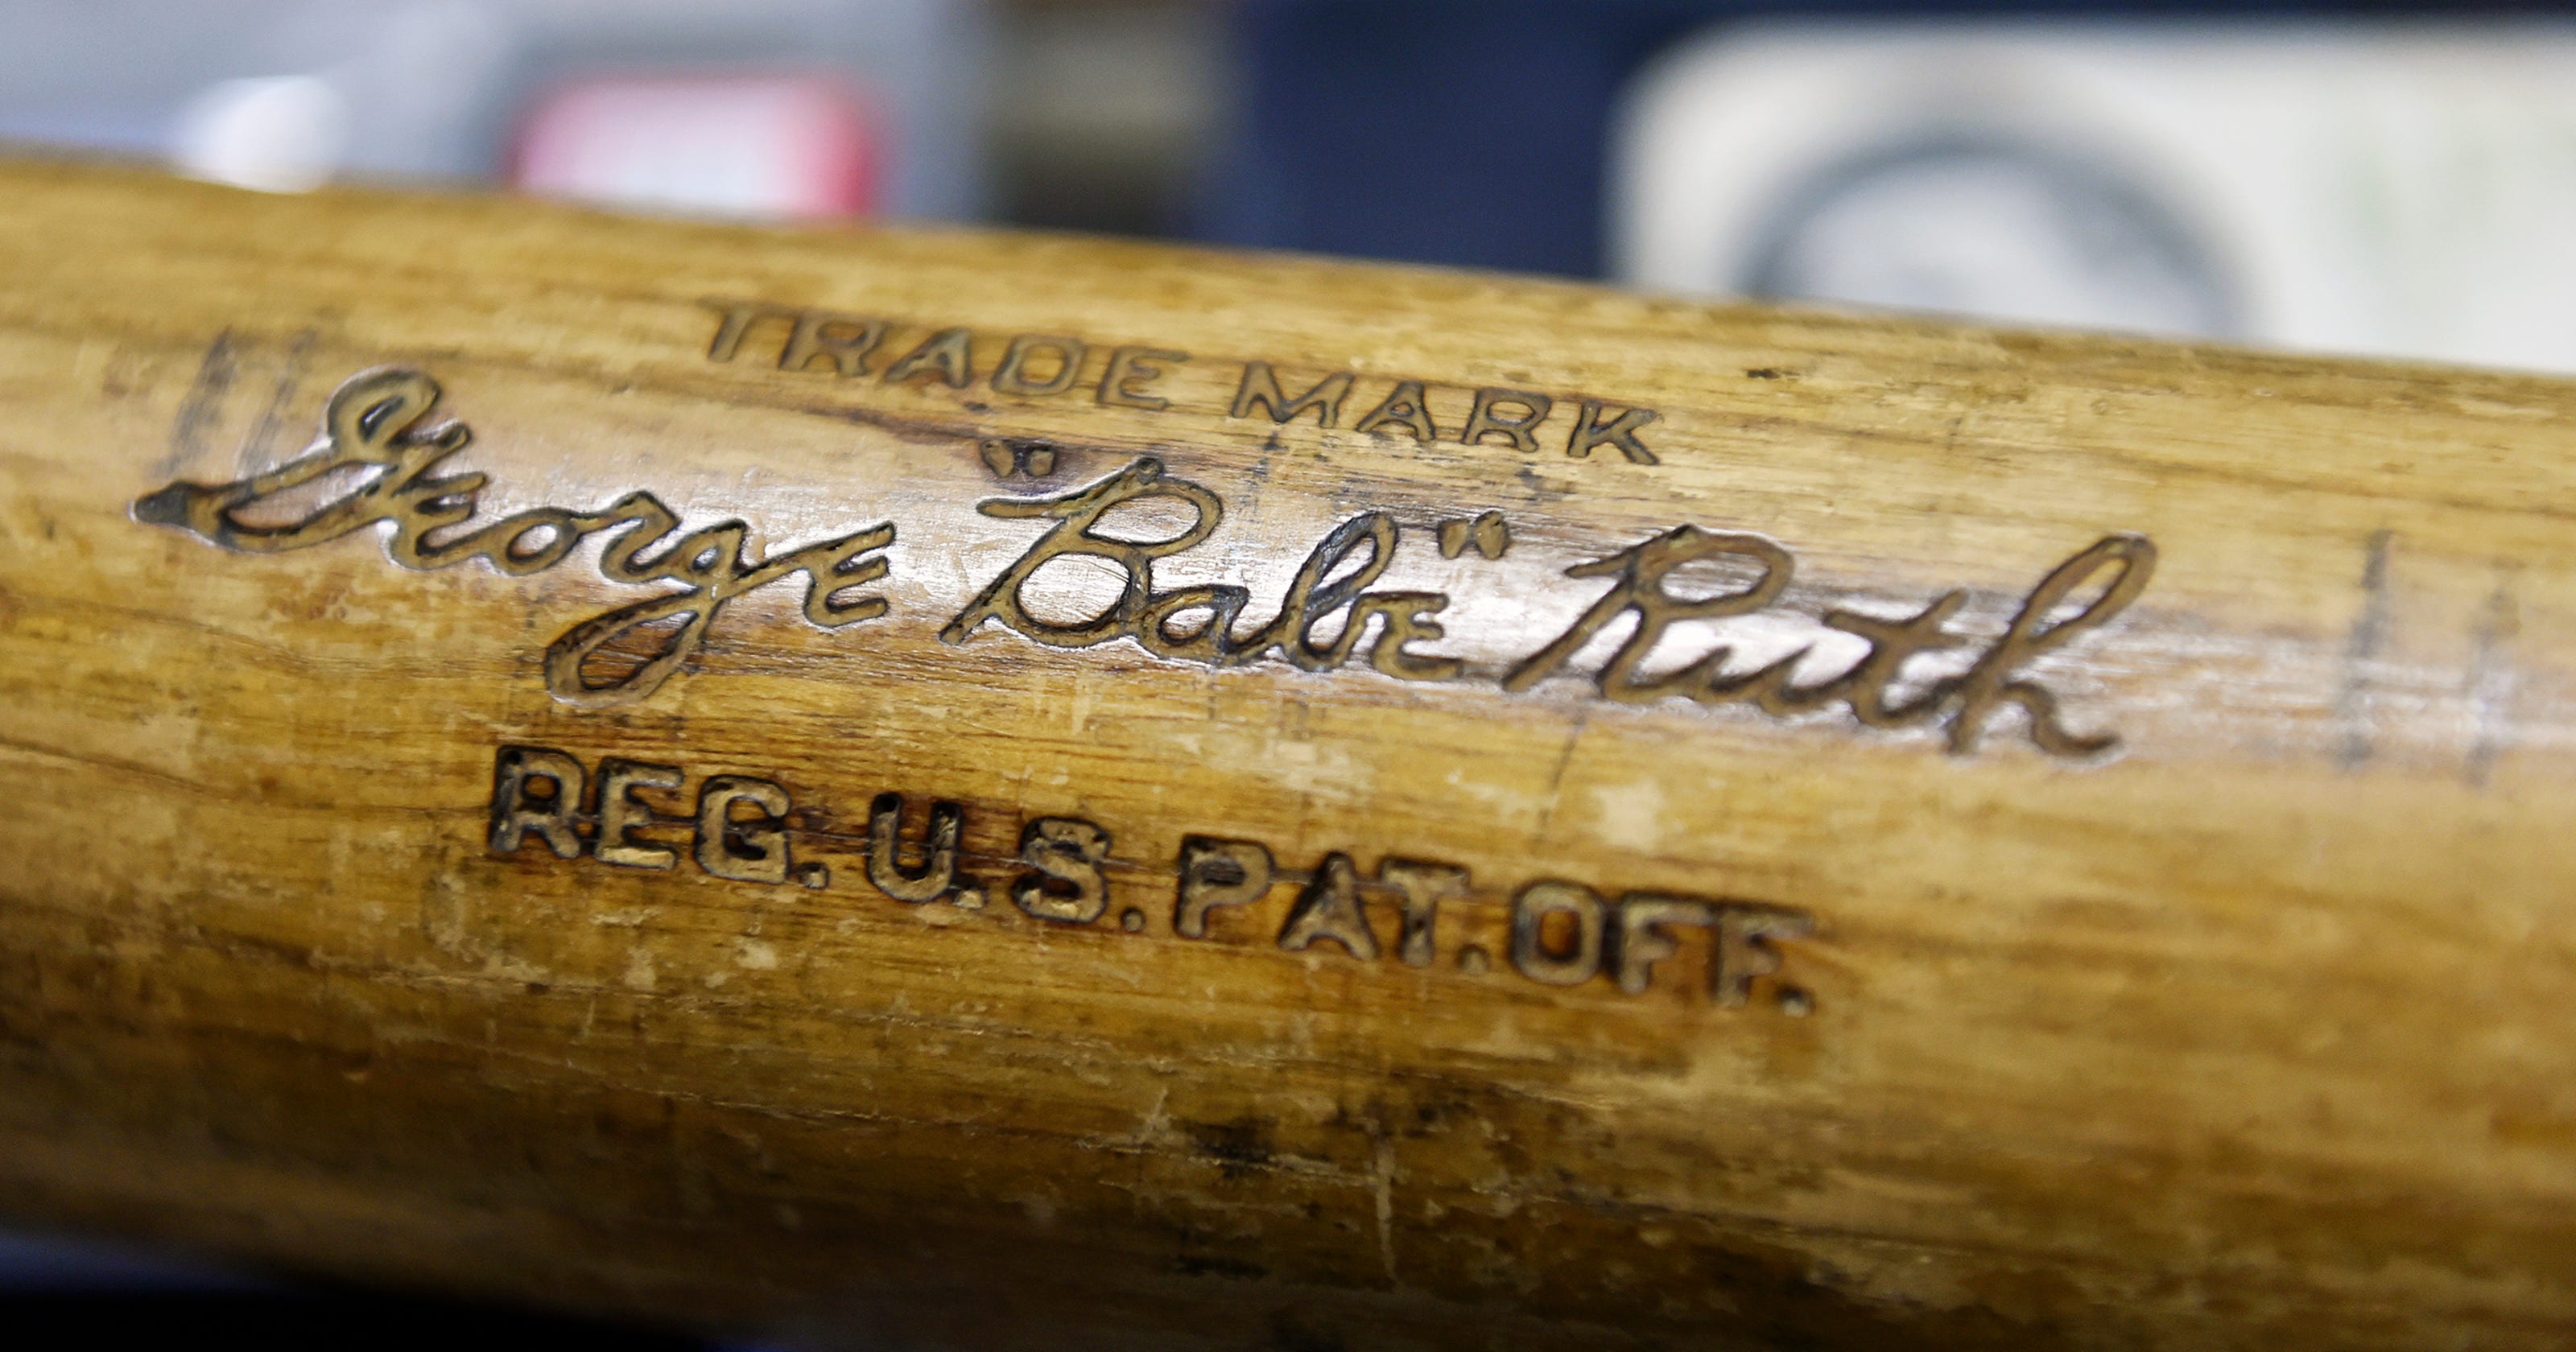 TRADE MARK
George "Babe" Ruth
REG. U.S. PAT. OFF.